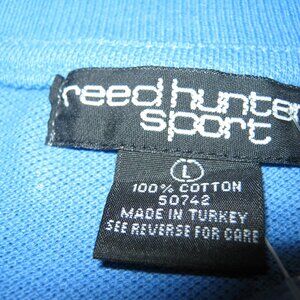 reed hunter
sport
L
100% COTTON
50742
MADE IN TURKEY
SEE REVERSE FOR CARE